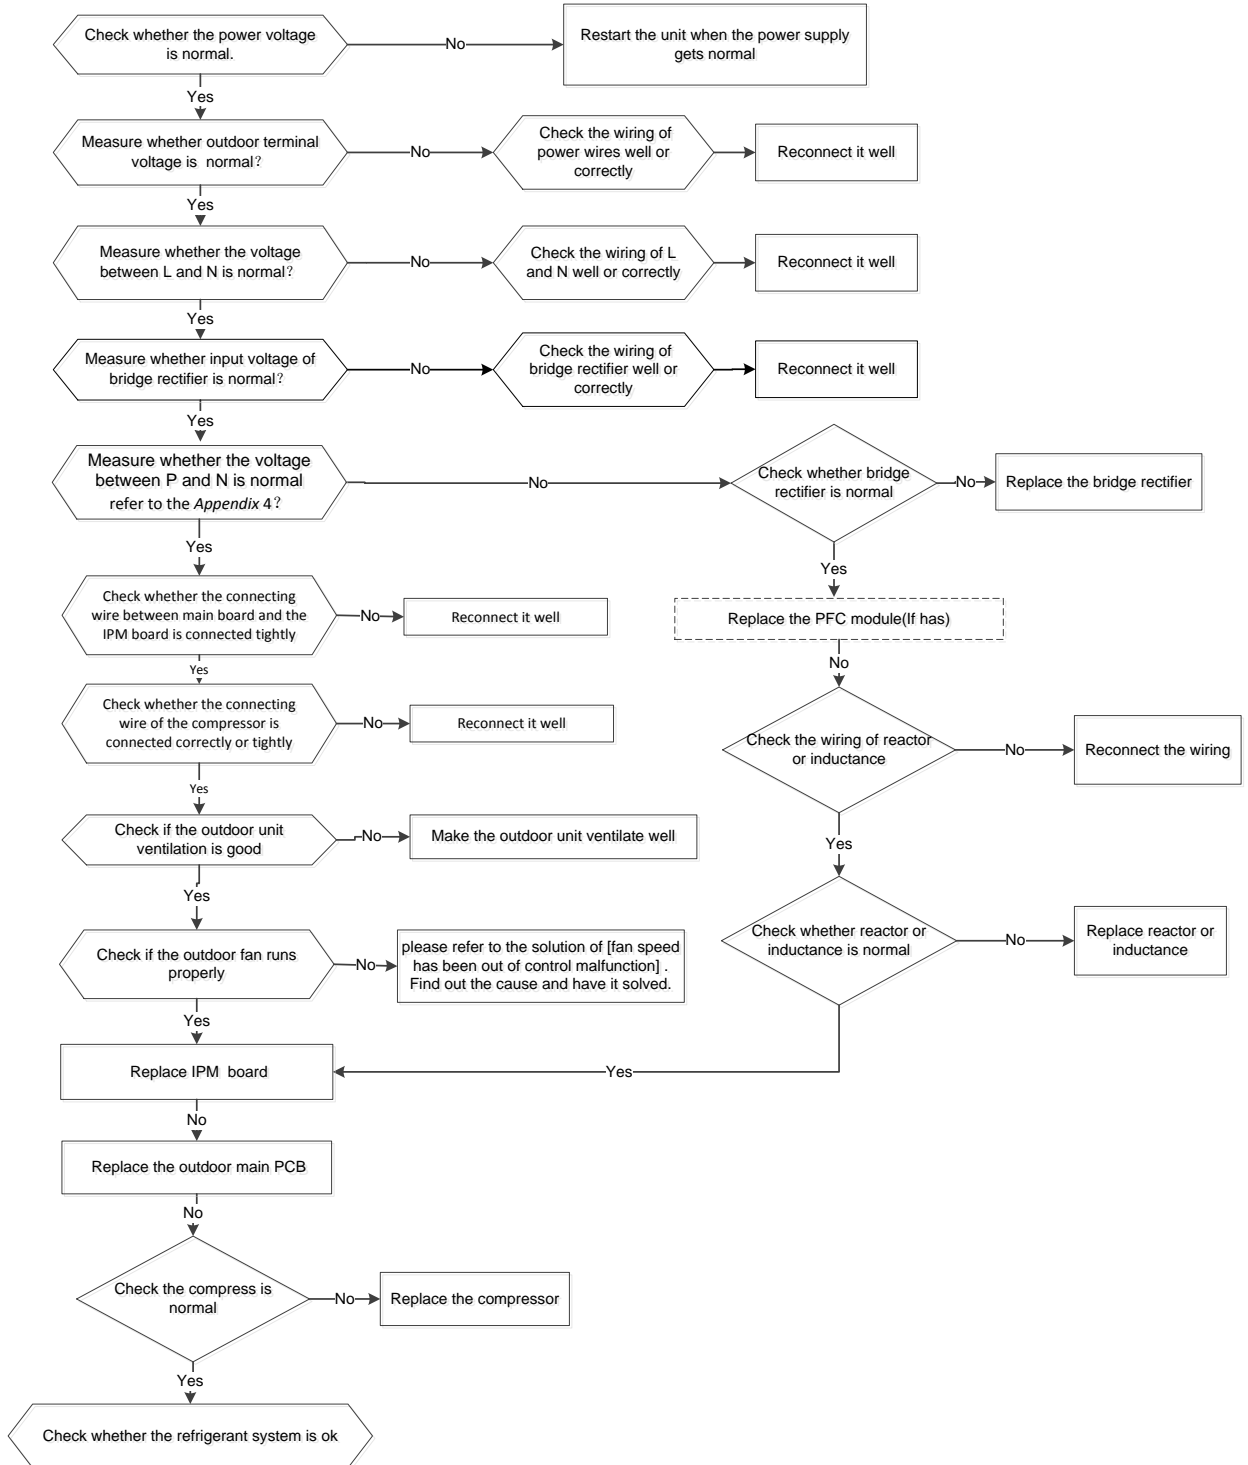 Check whether the power voltage
is normal.
No
Restart the unit when the power supply
gets normal
Yes
Measure whether outdoor terminal
voltage is  normal？
No
Check the wiring of
power wires well or
correctly
Reconnect it well
Yes
Measure whether the voltage
between L and N is normal？
No
Check the wiring of L
and N well or correctly
Reconnect it well
Yes
Measure whether input voltage of
bridge rectifier is normal？
No
Check the wiring of
bridge rectifier well or
correctly
Reconnect it well
Yes
Measure whether the voltage
between P and N is normal
refer to the Appendix 4？
No
Check whether bridge
rectifier is normal
No
Replace the bridge rectifier
Yes
Yes
Check whether the connecting
wire between main board and the
IPM board is connected tightly
No
Reconnect it well
Replace the PFC module(If has)
No
Yes
Check whether the connecting
wire of the compressor is
connected correctly or tightly
No
Reconnect it well
Check the wiring of reactor
or inductance
No
Reconnect the wiring
Yes
Check if the outdoor unit
ventilation is good
No
Make the outdoor unit ventilate well
Yes
Yes
Check if the outdoor fan runs
properly
No
please refer to the solution of [fan speed
has been out of control malfunction] .
Find out the cause and have it solved.
Check whether reactor or
inductance is normal
No
Replace reactor or
inductance
Yes
Replace IPM  board
Yes
No
Replace the outdoor main PCB
No
Check the compress is
normal
No
Replace the compressor
Yes
Check whether the refrigerant system is ok